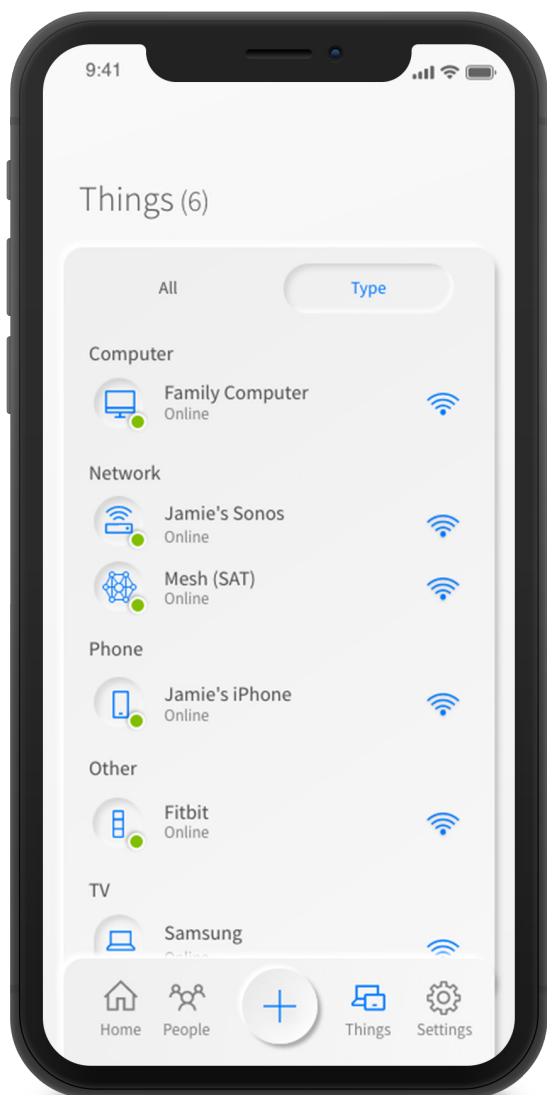 9:41
Things (6)
All Type
Computer
Family Computer
Online
Network
Jamie's Sonos
Online
Mesh (SAT)
Online
Phone
Jamie's iPhone
Online
Other
Fitbit
Online
TV
Samsung
Online
Home People Things Settings